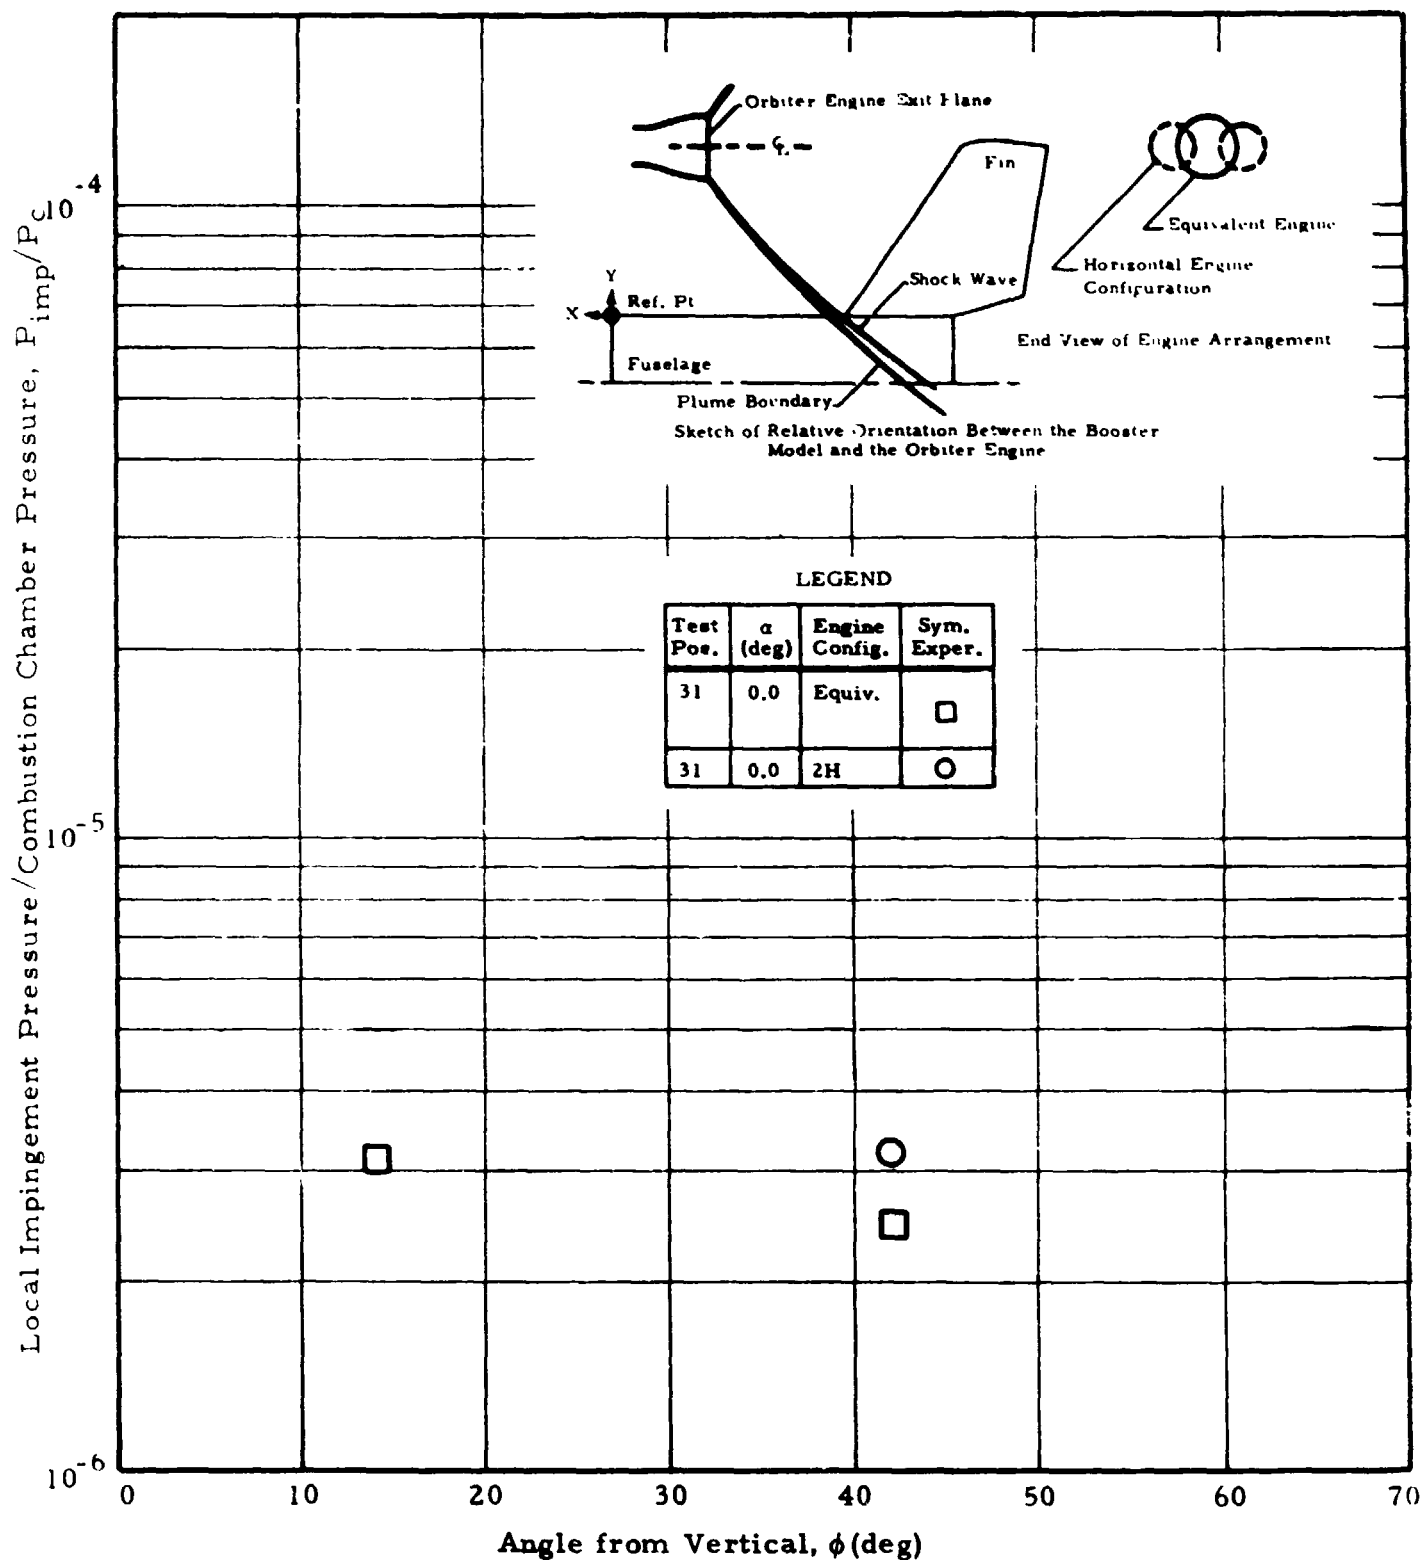 Local Impingement Pressure/Combustion Chamber Pressure, P_imp/P_c
10^-4
10^-5
10^-6
Orbiter Engine Exit Plane
C_L
Fin
Equivalent Engine
Horizontal Engine
Configuration
End View of Engine Arrangement
Y
X
Ref. Pt
Shock Wave
Fuselage
Plume Boundary
Sketch of Relative Orientation Between the Booster
Model and the Orbiter Engine
LEGEND
Test Pos. α (deg) Engine Config. Sym. Exper.
31 0.0 Equiv. □
31 0.0 2H ○
0 10 20 30 40 50 60 70
Angle from Vertical, ϕ (deg)